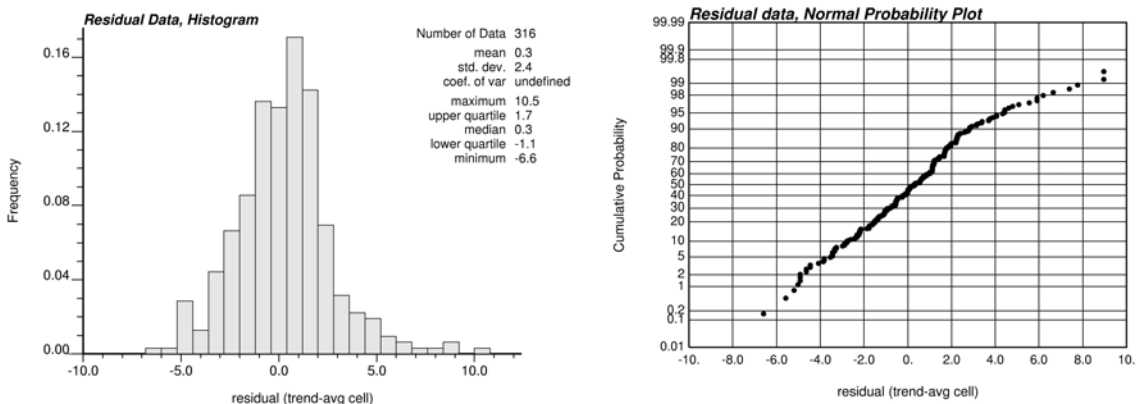 Residual Data, Histogram
Number of Data 316
mean 0.3
std. dev. 2.4
coef. of var undefined
maximum 10.5
upper quartile 1.7
median 0.3
lower quartile -1.1
minimum -6.6
Frequency
0.16
0.12
0.08
0.04
0.00
-10.0 -5.0 0.0 5.0 10.0
residual (trend-avg cell)
Residual data, Normal Probability Plot
Cumulative Probability
99.99
99.9
99.8
99
98
95
90
80
70
60
50
40
30
20
10
5
2
1
0.2
0.1
0.01
-10. -8.0 -6.0 -4.0 -2.0 0. 2.0 4.0 6.0 8.0 10.
residual (trend-avg cell)